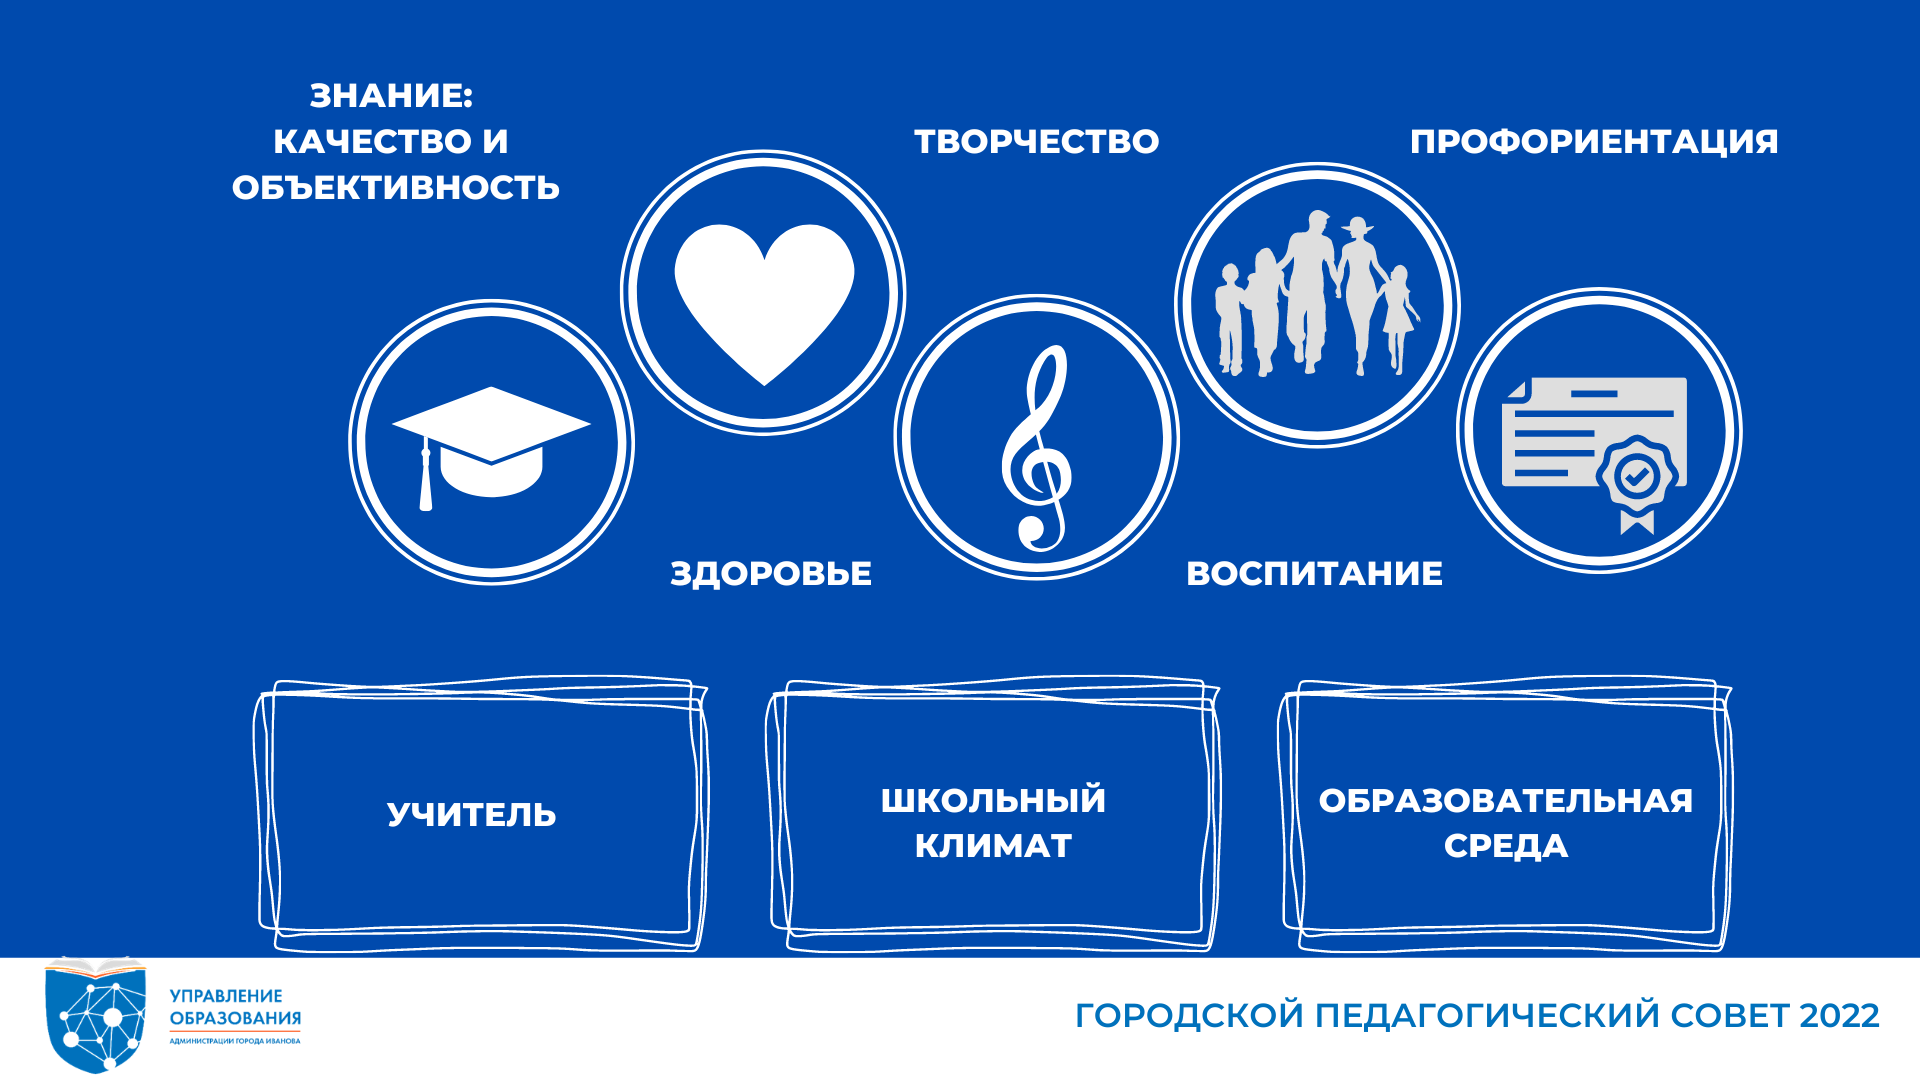 ЗНАНИЕ:
КАЧЕСТВО И
ОБЪЕКТИВНОСТЬ
ТВОРЧЕСТВО
ПРОФОРИЕНТАЦИЯ
ЗДОРОВЬЕ
ВОСПИТАНИЕ
УЧИТЕЛЬ
ШКОЛЬНЫЙ
КЛИМАТ
ОБРАЗОВАТЕЛЬНАЯ
СРЕДА
УПРАВЛЕНИЕ
ОБРАЗОВАНИЯ
АДМИНИСТРАЦИИ ГОРОДА ИВАНОВА
ГОРОДСКОЙ ПЕДАГОГИЧЕСКИЙ СОВЕТ 2022